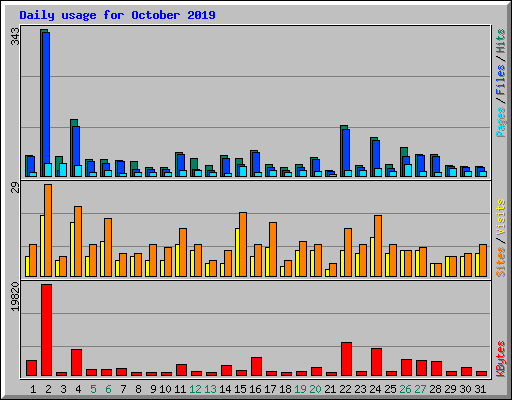 Daily usage for October 2019
343
Pages / Files / Hits
29
Sites / Visits
19820
KBytes
1 2 3 4 5 6 7 8 9 10 11 12 13 14 15 16 17 18 19 20 21 22 23 24 25 26 27 28 29 30 31